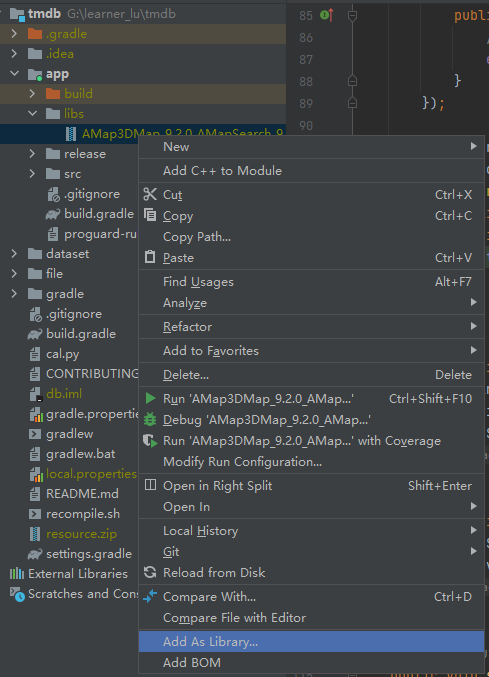 tmdb G:\learner_lu\tmdb
.gradle
.idea
app
build
libs
AMap3DMap_9.2.0_AMapSearch_9
release
src
.gitignore
build.gradle
proguard-ru
dataset
file
gradle
.gitignore
build.gradle
cal.py
CONTRIBUTING
db.iml
gradle.properti
gradlew
gradlew.bat
local.properties
README.md
recompile.sh
resource.zip
settings.gradle
External Libraries
Scratches and Cons
85 publi
86
87
88 }
89 });
90
New
Add C++ to Module
Cut Ctrl+X
Copy Ctrl+C
Copy Path...
Paste Ctrl+V
Find Usages Alt+F7
Analyze
Refactor
Add to Favorites
Delete... Delete
Run 'AMap3DMap_9.2.0_AMap...' Ctrl+Shift+F10
Debug 'AMap3DMap_9.2.0_AMap...'
Run 'AMap3DMap_9.2.0_AMap...' with Coverage
Modify Run Configuration...
Open in Right Split Shift+Enter
Open In
Local History
Git
Reload from Disk
Compare With... Ctrl+D
Compare File with Editor
Add As Library...
Add BOM